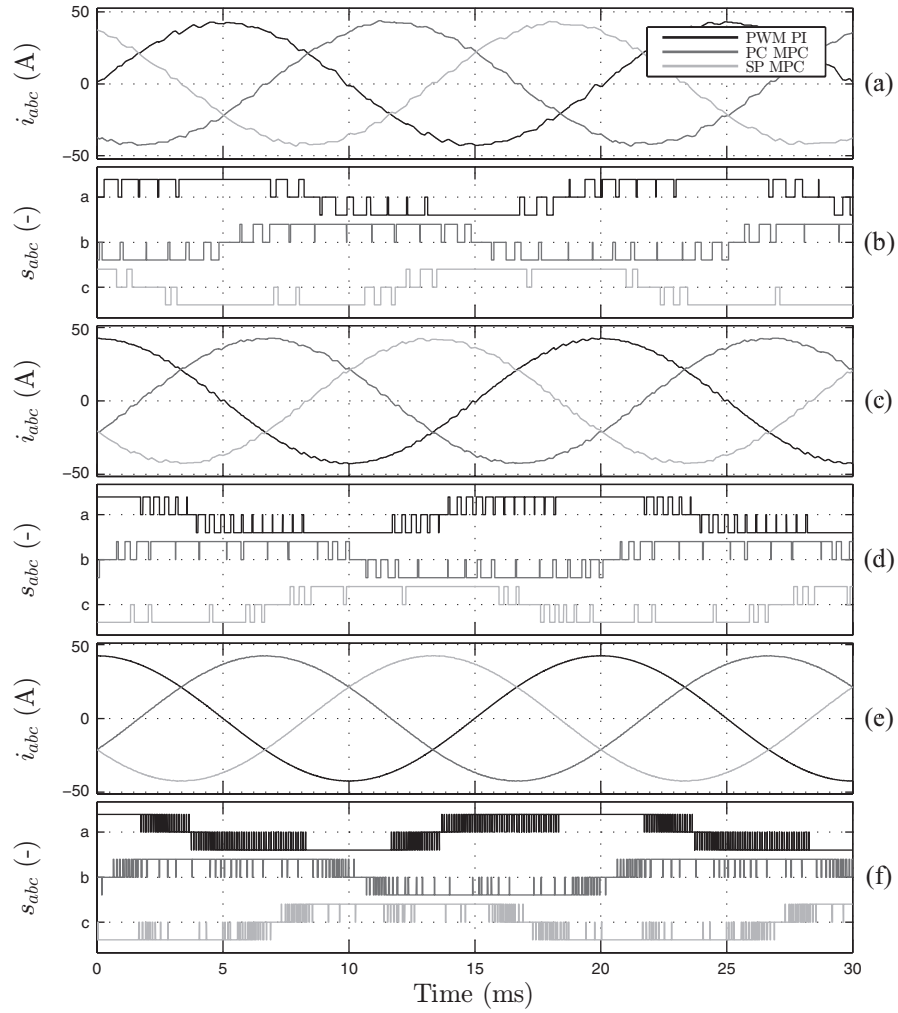 50
0
−50
i_abc (A)
PWM PI
PC MPC
SP MPC
(a)
a
b
c
s_abc (-)
(b)
50
0
−50
i_abc (A)
(c)
a
b
c
s_abc (-)
(d)
50
0
−50
i_abc (A)
(e)
a
b
c
s_abc (-)
(f)
0 5 10 15 20 25 30
Time (ms)